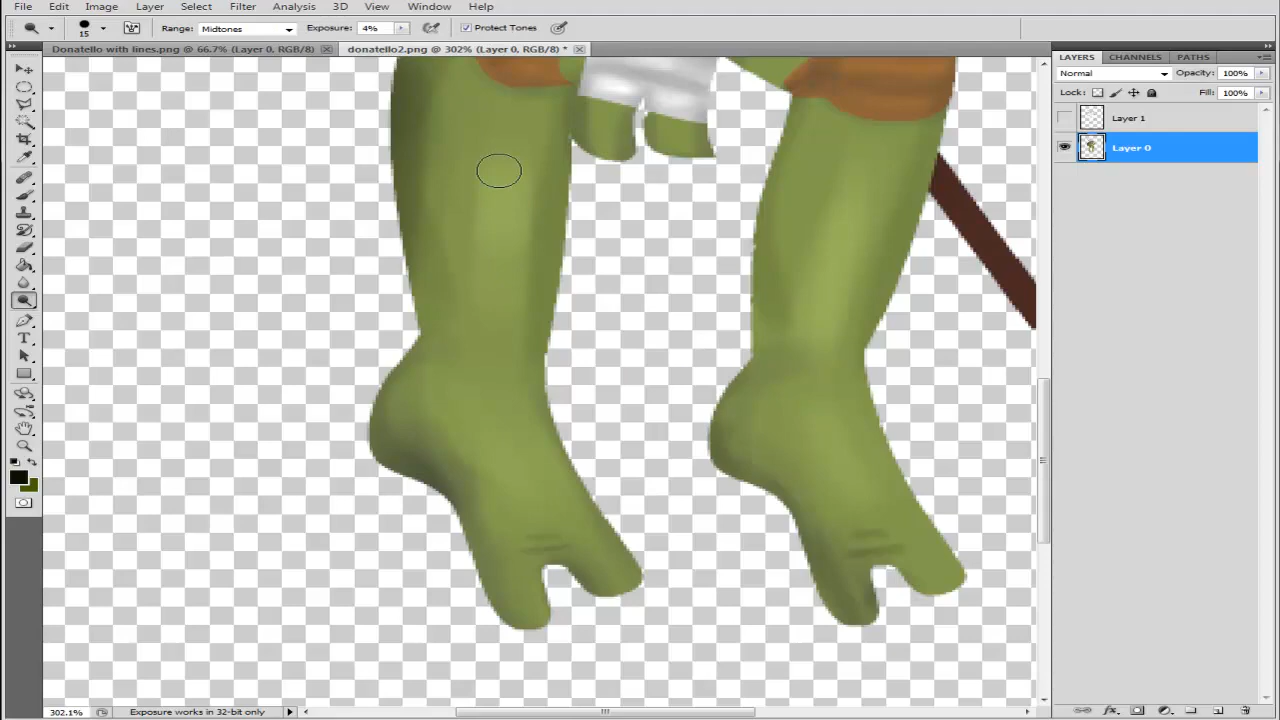 File Edit Image Layer Select Filter Analysis 3D View Window Help
15 Range: Midtones Exposure: 4% Protect Tones
Donatello with lines.png @ 66.7% (Layer 0, RGB/8) donatello2.png @ 302% (Layer 0, RGB/8) *
LAYERS CHANNELS PATHS
Normal Opacity: 100%
Lock: Fill: 100%
Layer 1
Layer 0
302.1% Exposure works in 32-bit only